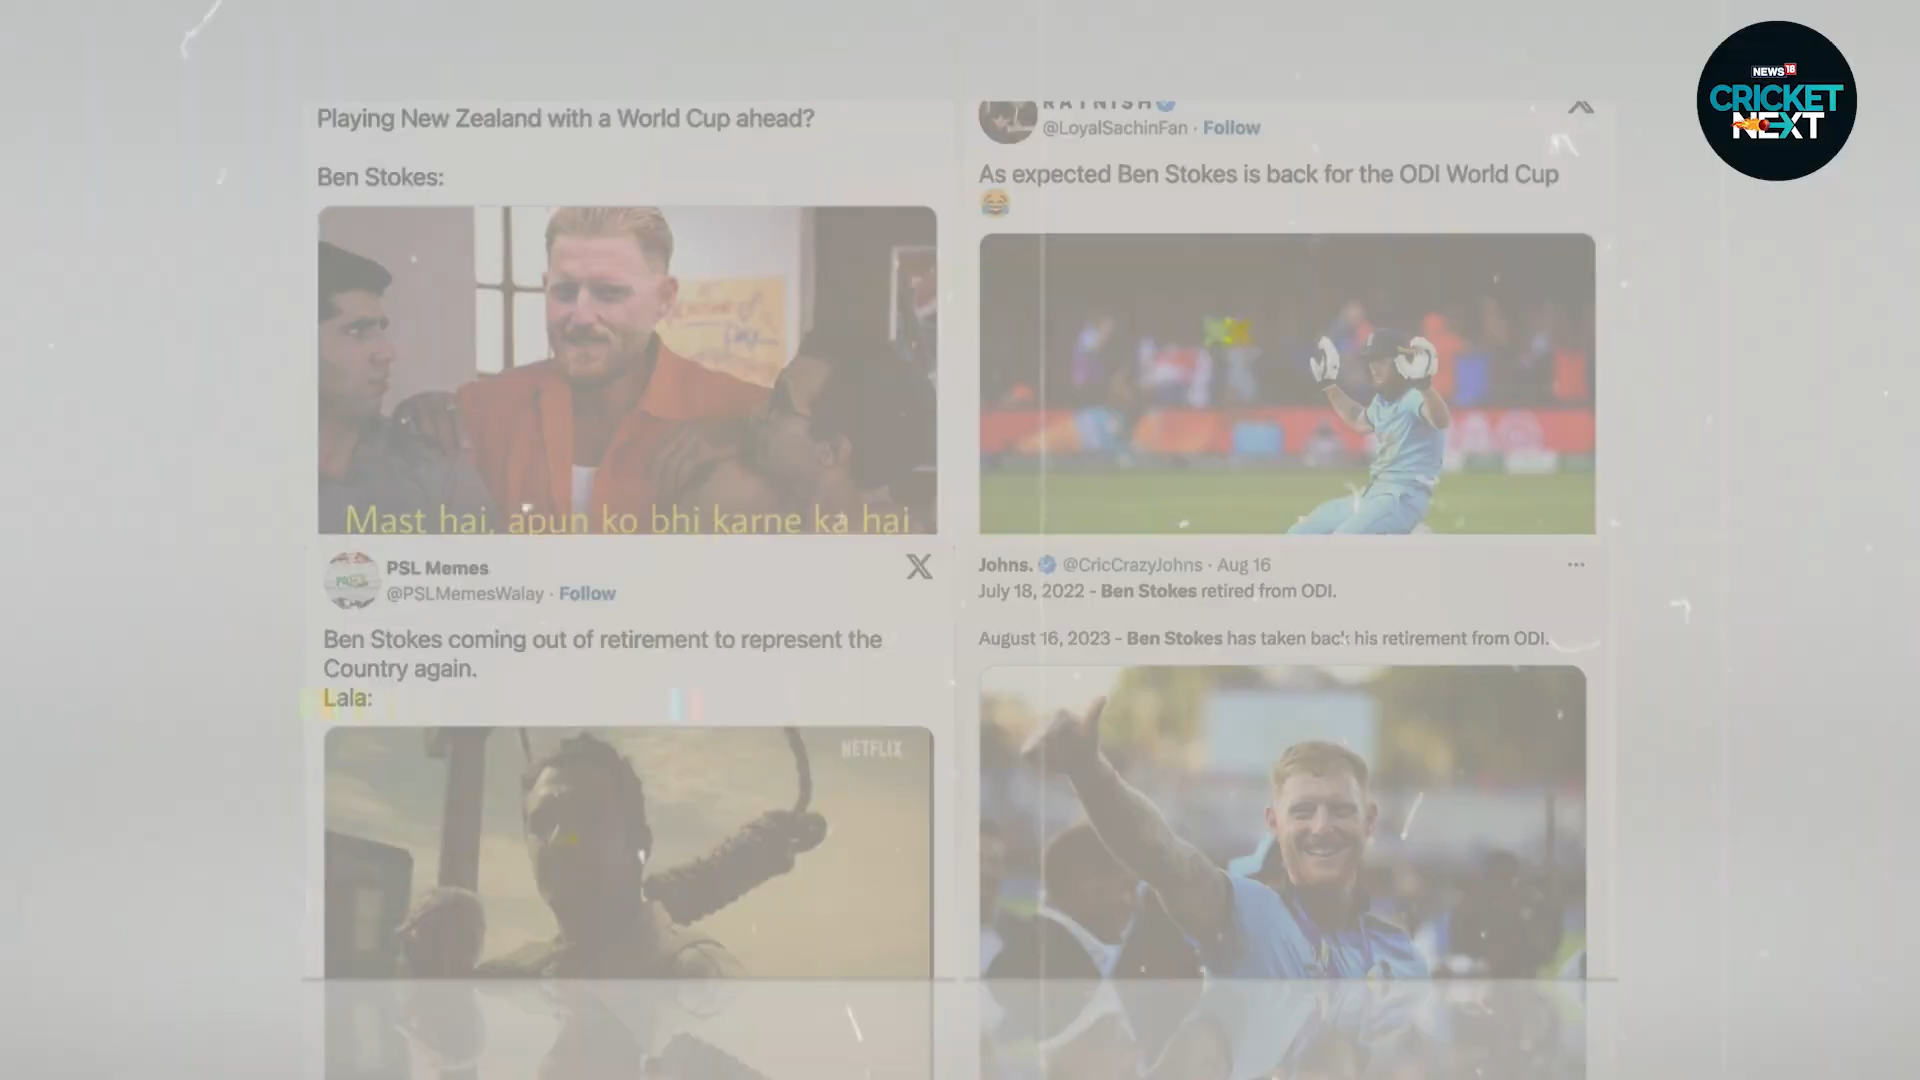 Playing New Zealand with a World Cup ahead?
Ben Stokes:
Mast hai, apun ko bhi karne ka hai
RATNISH
@LoyalSachinFan · Follow
As expected Ben Stokes is back for the ODI World Cup
😂
PSL Memes
@PSLMemesWalay · Follow
Ben Stokes coming out of retirement to represent the
Country again.
Lala:
NETFLIX
Johns. @CricCrazyJohns · Aug 16
July 18, 2022 - Ben Stokes retired from ODI.
August 16, 2023 - Ben Stokes has taken back his retirement from ODI.
NEWS18
CRICKET
NEXT